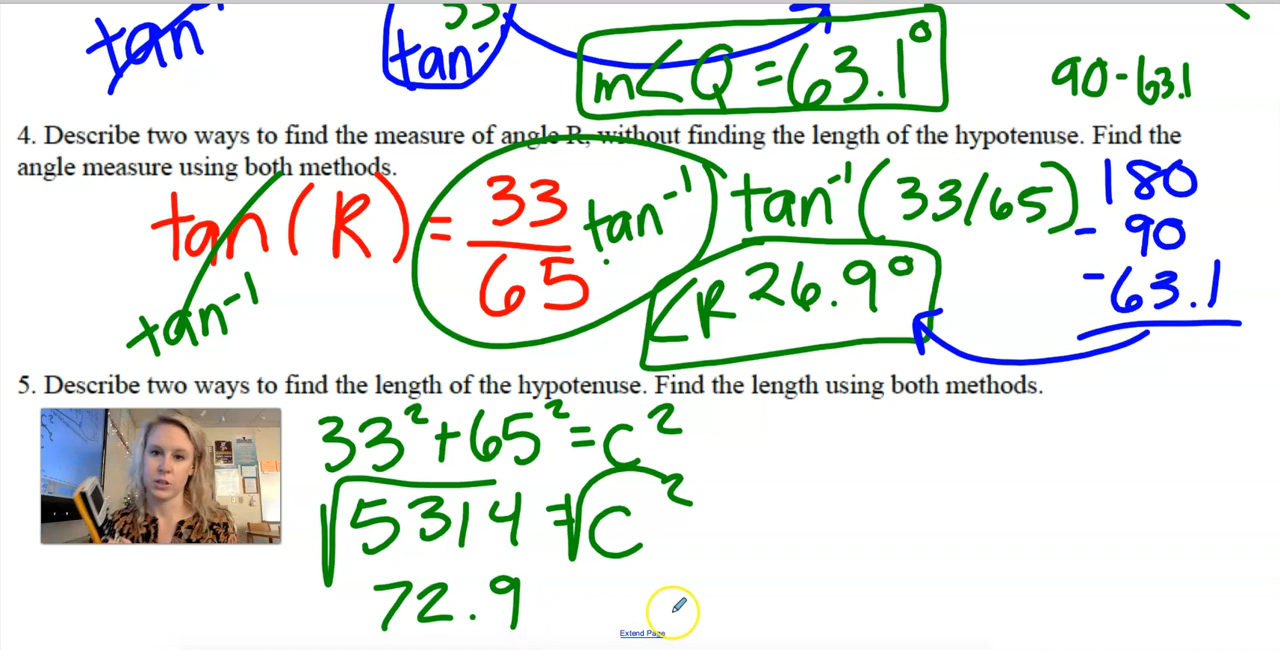 tan⁻¹
33
tan⁻
m∠Q = 63.1°
90 - 63.1
4. Describe two ways to find the measure of angle R, without finding the length of the hypotenuse. Find the
angle measure using both methods.
tan(R) = 33/65 tan⁻¹
tan⁻¹(33/65)
180
- 90
- 63.1
tan⁻¹
∠R 26.9°
5. Describe two ways to find the length of the hypotenuse. Find the length using both methods.
33² + 65² = c²
√5314 = √c²
72.9
Extend Page